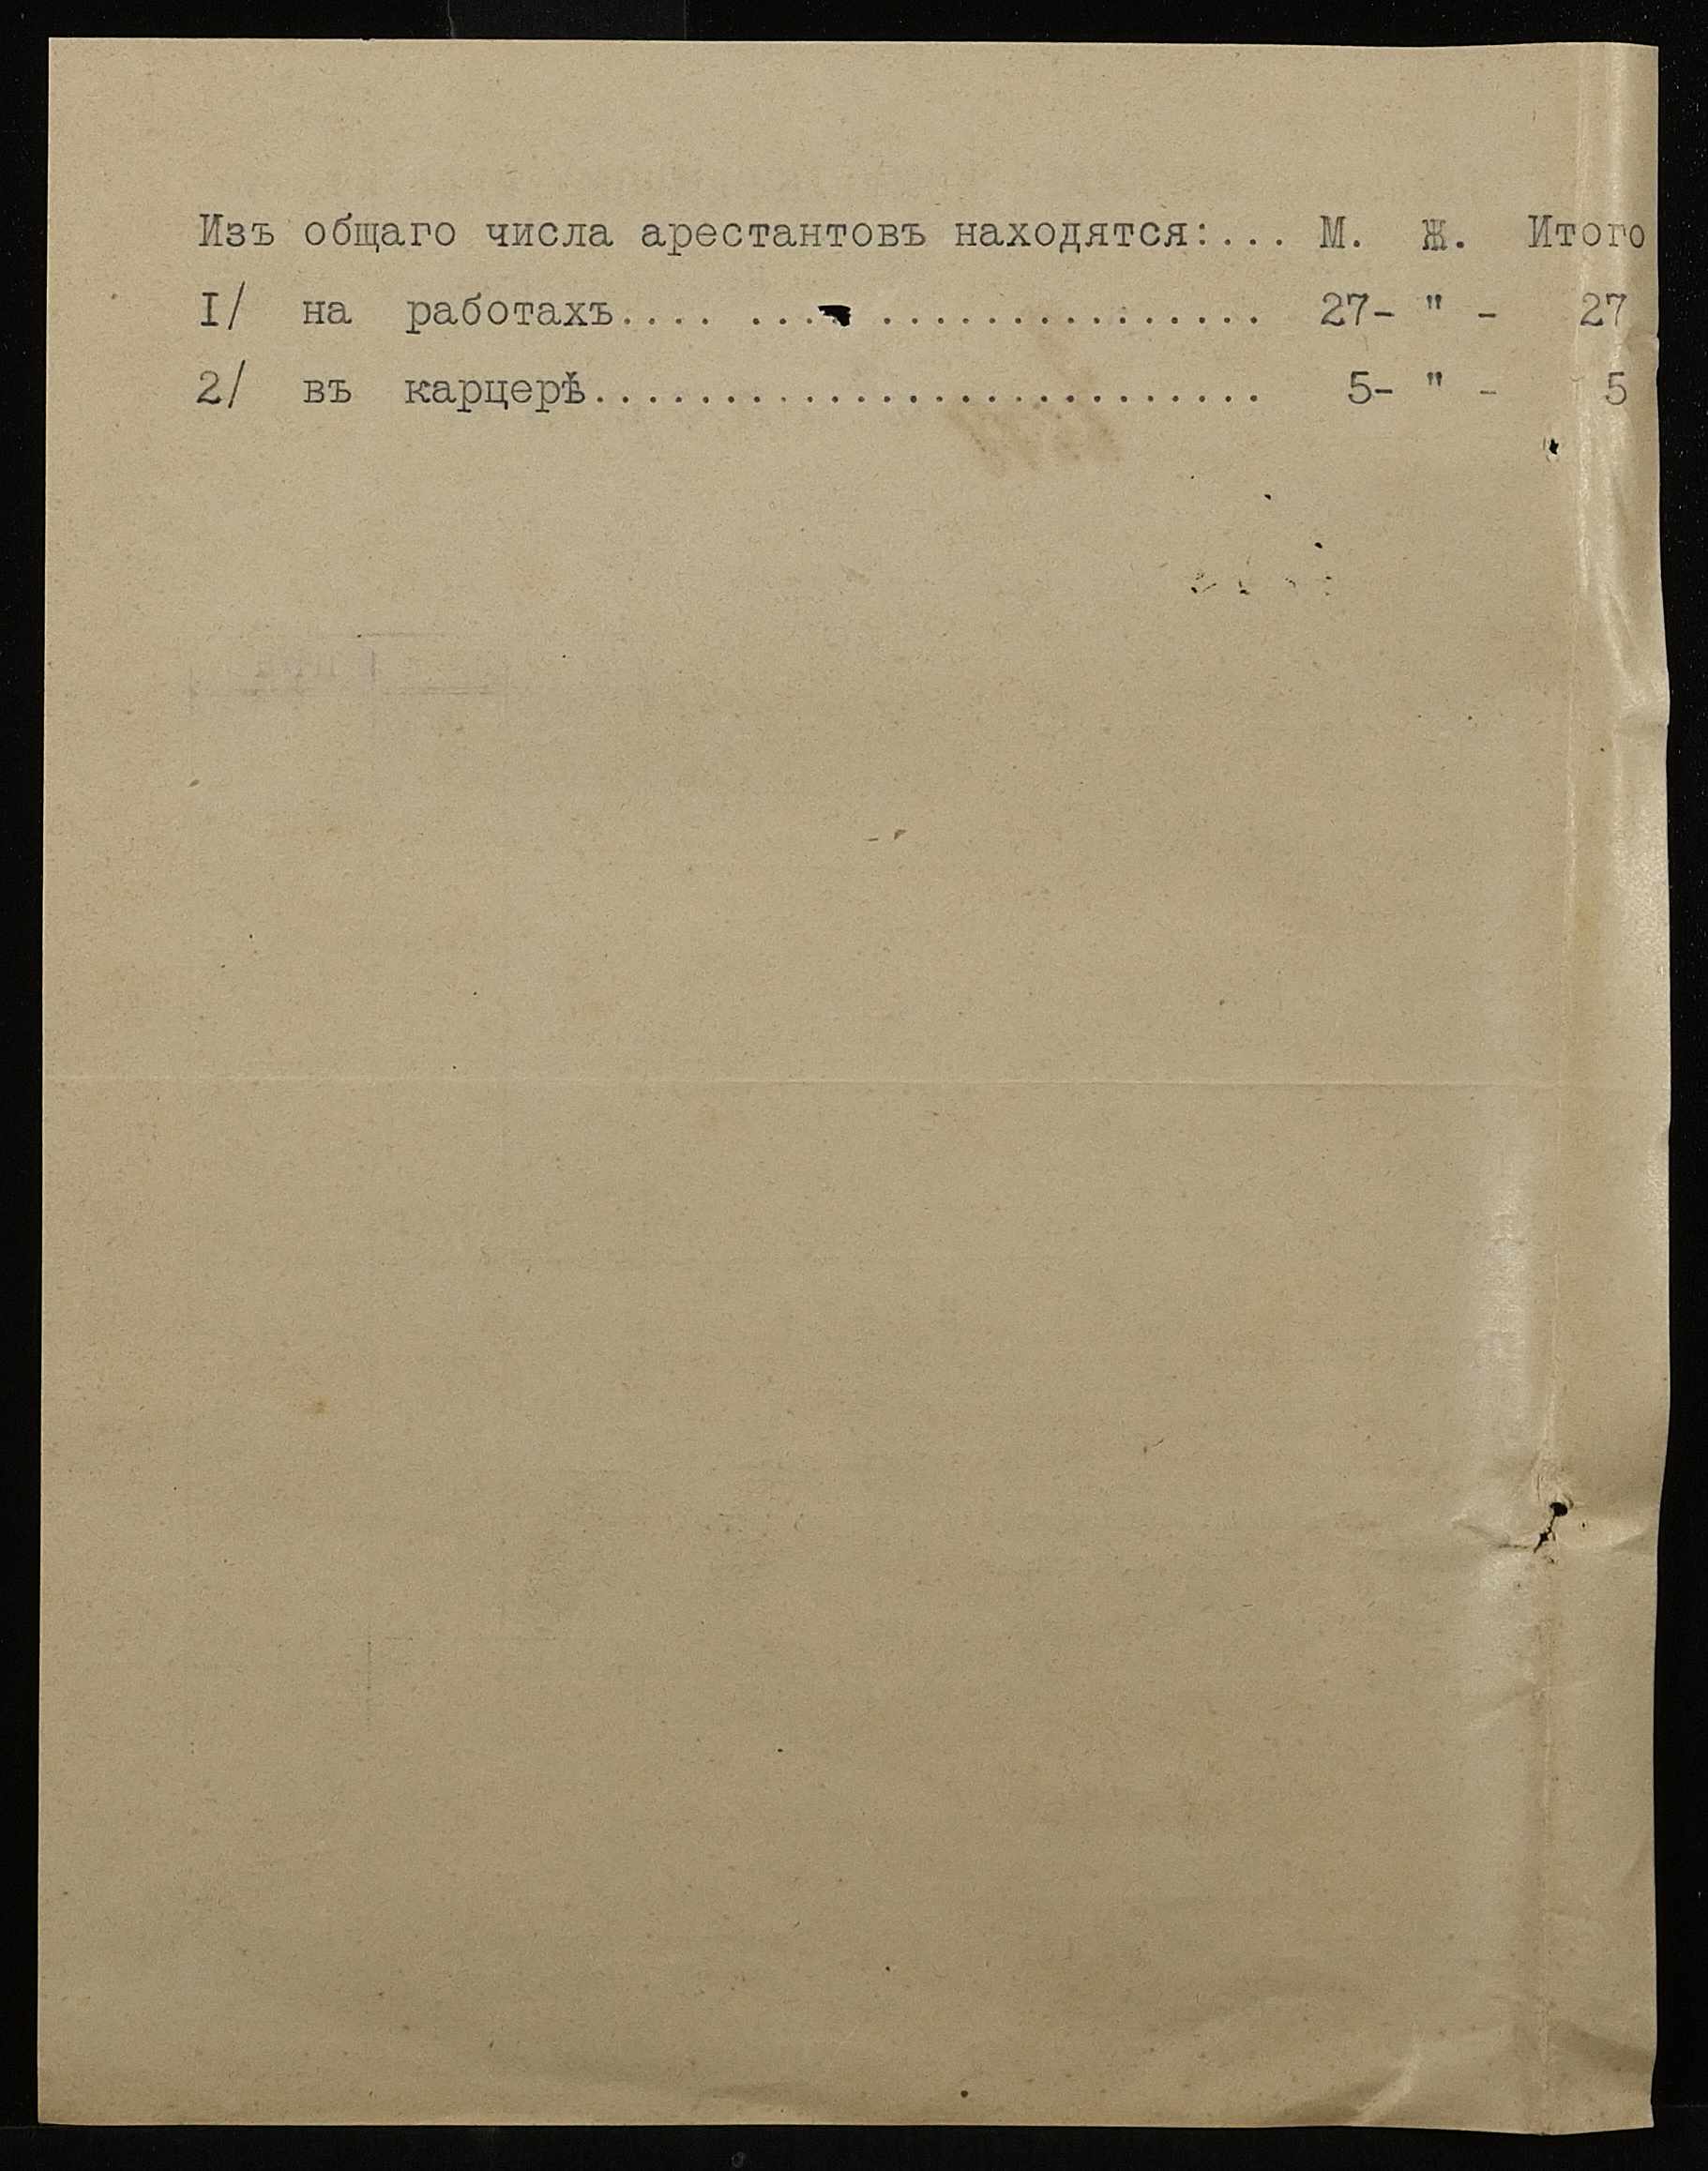 Изъ общаго числа арестантовъ находятся:... М. Ж. Итого
I/ на работахъ.... .... ............... 27- " - 27
2/ въ карцерѣ.......................... 5- " - 5